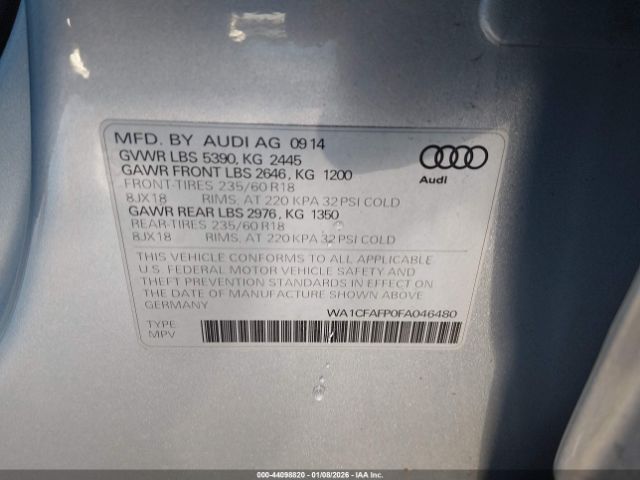 MFD. BY AUDI AG 09 14
GVWR LBS 5390, KG 2445
GAWR FRONT LBS 2646, KG 1200
FRONT-TIRES 235/60 R18
8JX18 RIMS, AT 220 KPA 32 PSI COLD
GAWR REAR LBS 2976, KG 1350
REAR-TIRES 235/60 R18
8JX18 RIMS, AT 220 KPA 32 PSI COLD
Audi
THIS VEHICLE CONFORMS TO ALL APPLICABLE
U.S. FEDERAL MOTOR VEHICLE SAFETY AND
THEFT PREVENTION STANDARDS IN EFFECT ON
THE DATE OF MANUFACTURE SHOWN ABOVE.
GERMANY
WA1CFAFP0FA046480
TYPE:
MPV
000-44098820 - 01/08/2026 - IAA Inc.